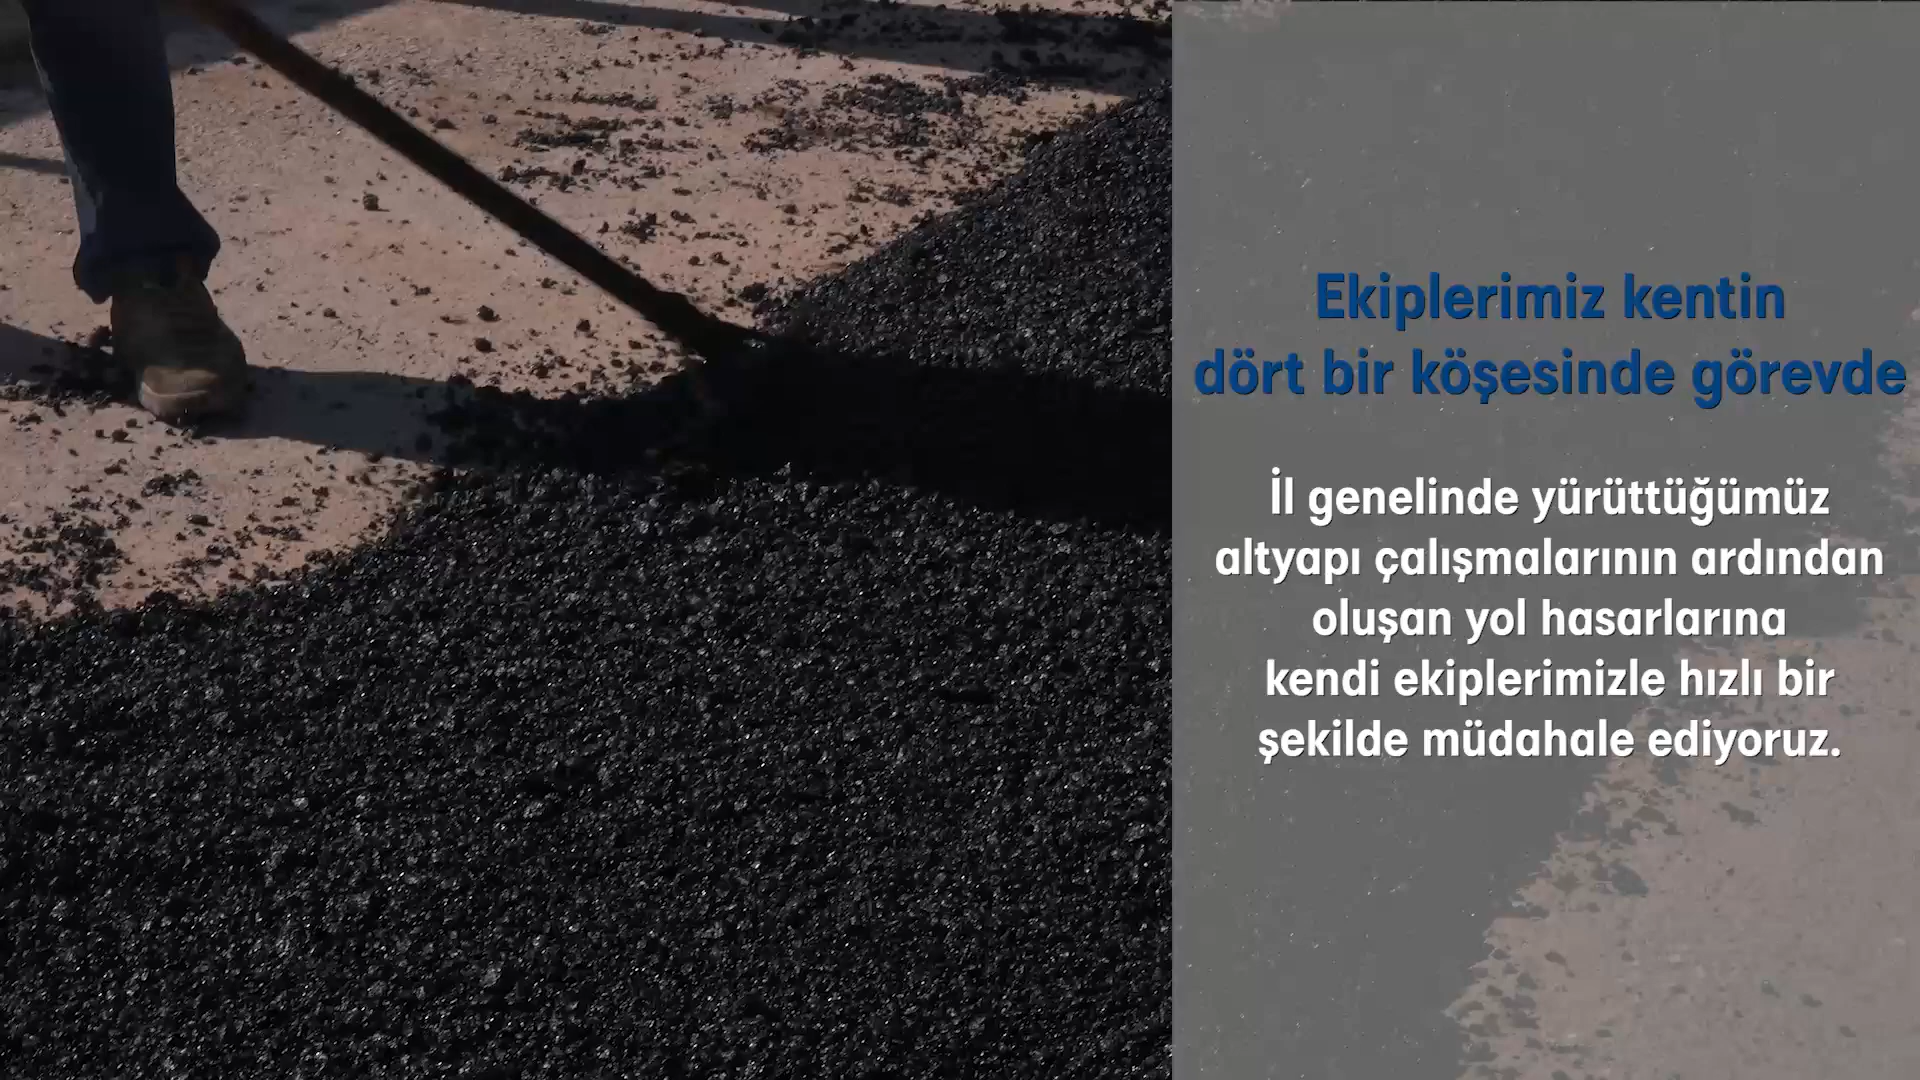 Ekiplerimiz kentin
dört bir köşesinde görevde
İl genelinde yürüttüğümüz
altyapı çalışmalarının ardından
oluşan yol hasarlarına
kendi ekiplerimizle hızlı bir
şekilde müdahale ediyoruz.